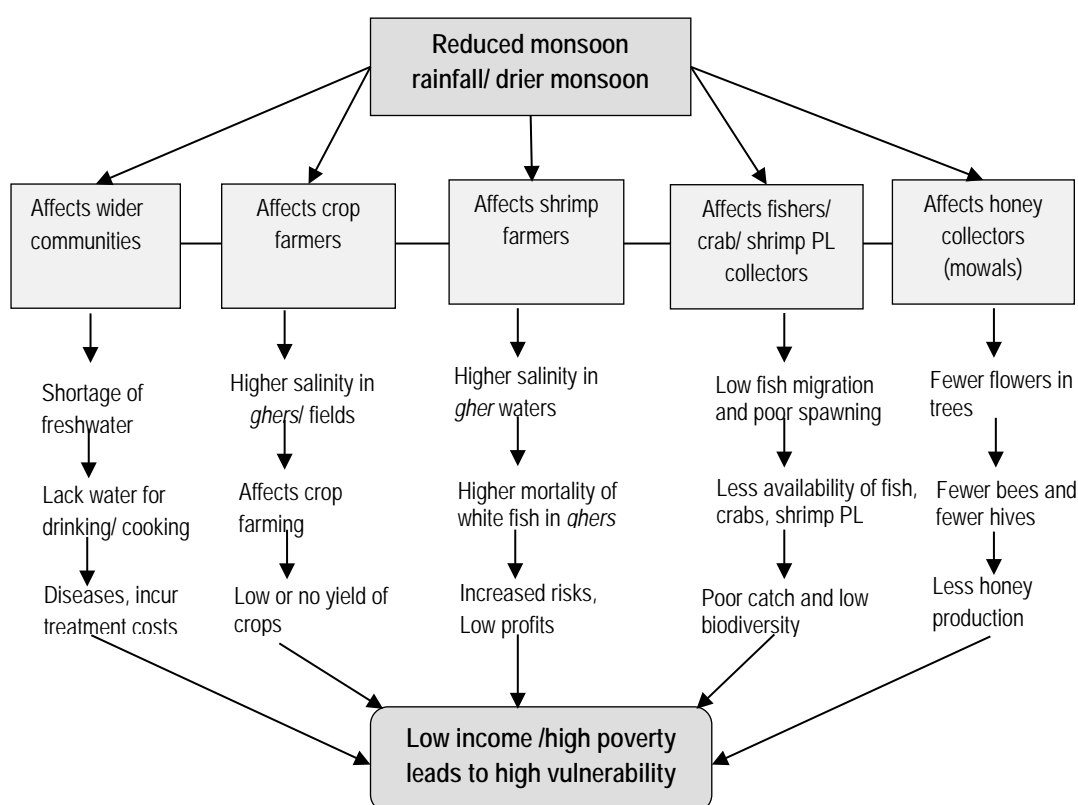 Reduced monsoon
rainfall/ drier monsoon
Affects wider
communities
Affects crop
farmers
Affects shrimp
farmers
Affects fishers/
crab/ shrimp PL
collectors
Affects honey
collectors
(mowals)
Shortage of
freshwater
Lack water for
drinking/ cooking
Diseases, incur
treatment costs
Higher salinity in
ghers/ fields
Affects crop
farming
Low or no yield of
crops
Higher salinity in
gher waters
Higher mortality of
white fish in ghers
Increased risks,
Low profits
Low fish migration
and poor spawning
Less availability of fish,
crabs, shrimp PL
Poor catch and low
biodiversity
Fewer flowers in
trees
Fewer bees and
fewer hives
Less honey
production
Low income /high poverty
leads to high vulnerability